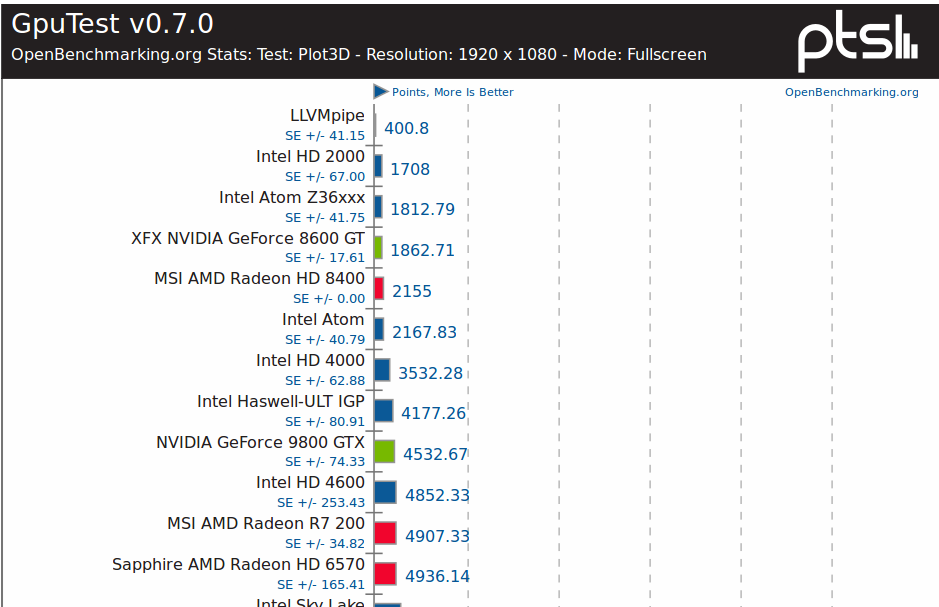 GpuTest v0.7.0
OpenBenchmarking.org Stats: Test: Plot3D - Resolution: 1920 x 1080 - Mode: Fullscreen
ptsl
Points, More Is Better
OpenBenchmarking.org
LLVMpipe
SE +/- 41.15
400.8
Intel HD 2000
SE +/- 67.00
1708
Intel Atom Z36xxx
SE +/- 41.75
1812.79
XFX NVIDIA GeForce 8600 GT
SE +/- 17.61
1862.71
MSI AMD Radeon HD 8400
SE +/- 0.00
2155
Intel Atom
SE +/- 40.79
2167.83
Intel HD 4000
SE +/- 62.88
3532.28
Intel Haswell-ULT IGP
SE +/- 80.91
4177.26
NVIDIA GeForce 9800 GTX
SE +/- 74.33
4532.67
Intel HD 4600
SE +/- 253.43
4852.33
MSI AMD Radeon R7 200
SE +/- 34.82
4907.33
Sapphire AMD Radeon HD 6570
SE +/- 165.41
4936.14
Intel Sky Lake